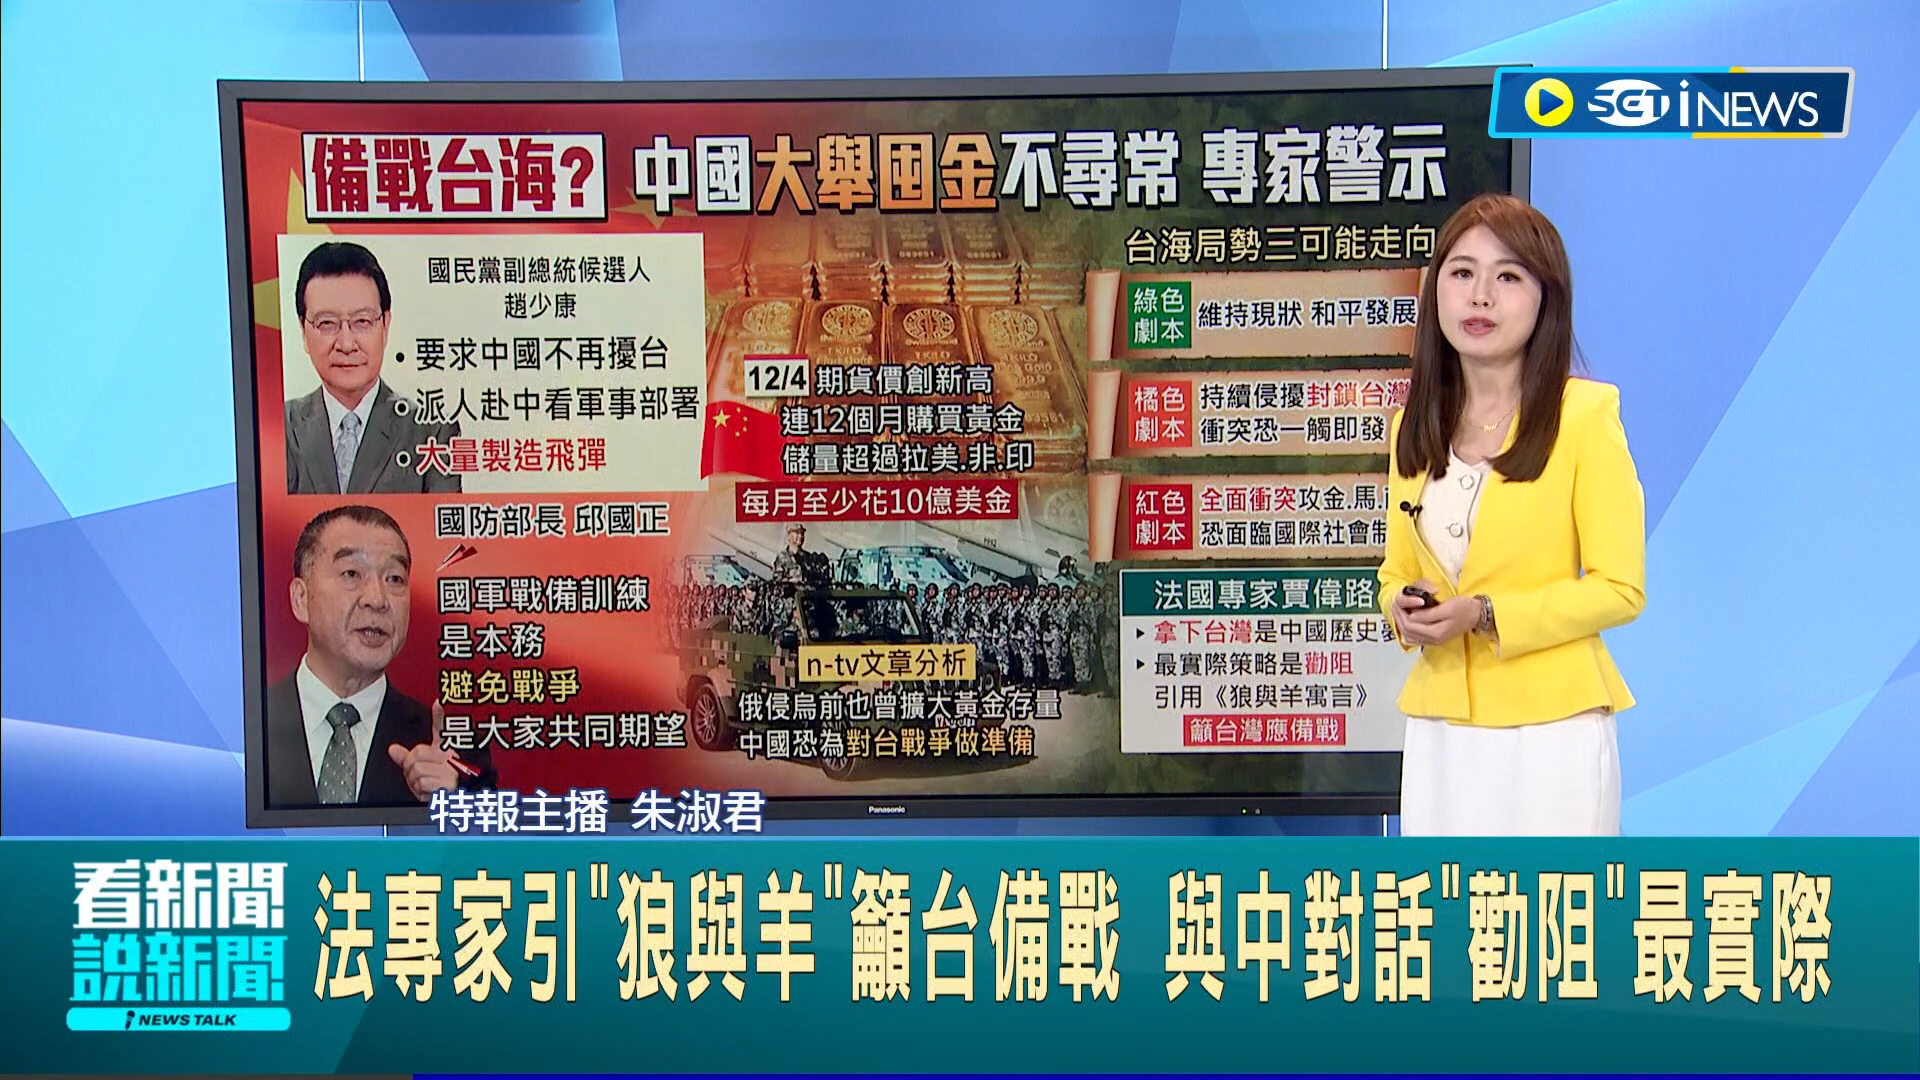 SET iNEWS
備戰台海?
中國大舉囤金不尋常 專家警示
國民黨副總統候選人
趙少康
要求中國不再擾台
派人赴中看軍事部署
大量製造飛彈
國防部長 邱國正
國軍戰備訓練
是本務
避免戰爭
是大家共同期望
12/4 期貨價創新高
連12個月購買黃金
儲量超過拉美.非.印
每月至少花10億美金
n-tv文章分析
俄侵烏前也曾擴大黃金存量
中國恐為對台戰爭做準備
台海局勢三可能走向
綠色劇本
維持現狀 和平發展
橘色劇本
持續侵擾封鎖台灣
衝突恐一觸即發
紅色劇本
全面衝突攻金.馬.
恐面臨國際社會制
法國專家賈偉路
拿下台灣是中國歷史
最實際策略是勸阻
引用《狼與羊寓言》
籲台灣應備戰
Panasonic
特報主播 朱淑君
看新聞
說新聞
iNEWS TALK
法專家引"狼與羊"籲台備戰 與中對話"勸阻"最實際